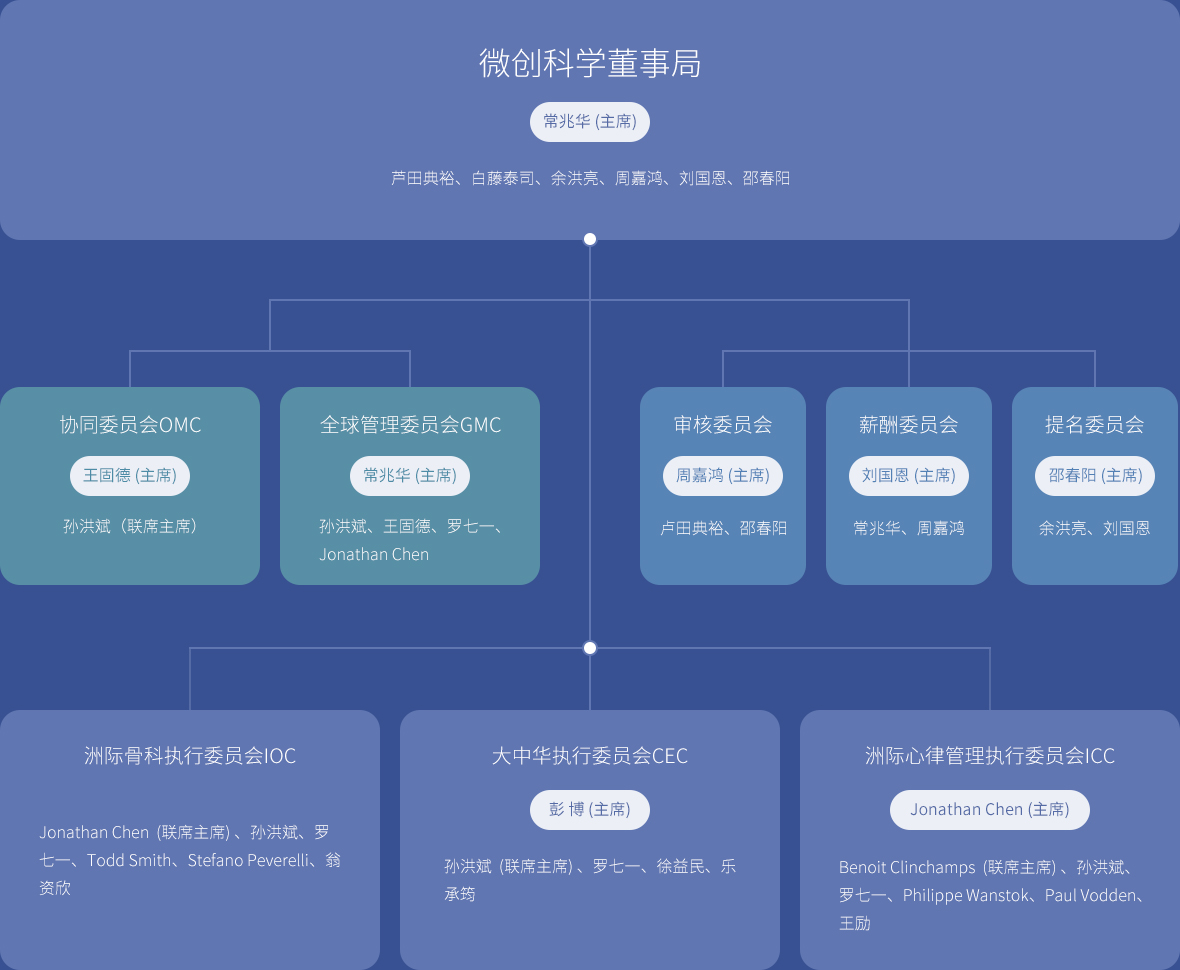 微创科学董事局
常兆华 (主席)
芦田典裕、白藤泰司、余洪亮、周嘉鸿、刘国恩、邵春阳
协同委员会OMC
王固德 (主席)
孙洪斌（联席主席）
全球管理委员会GMC
常兆华 (主席)
孙洪斌、王固德、罗七一、
Jonathan Chen
审核委员会
周嘉鸿 (主席)
卢田典裕、邵春阳
薪酬委员会
刘国恩 (主席)
常兆华、周嘉鸿
提名委员会
邵春阳 (主席)
余洪亮、刘国恩
洲际骨科执行委员会IOC
Jonathan Chen (联席主席) 、孙洪斌、罗
七一、Todd Smith、Stefano Peverelli、翁
资欣
大中华执行委员会CEC
彭 博 (主席)
孙洪斌 (联席主席) 、罗七一、徐益民、乐
承筠
洲际心律管理执行委员会ICC
Jonathan Chen (主席)
Benoit Clinchamps (联席主席) 、孙洪斌、
罗七一、Philippe Wanstok、Paul Vodden、
王励